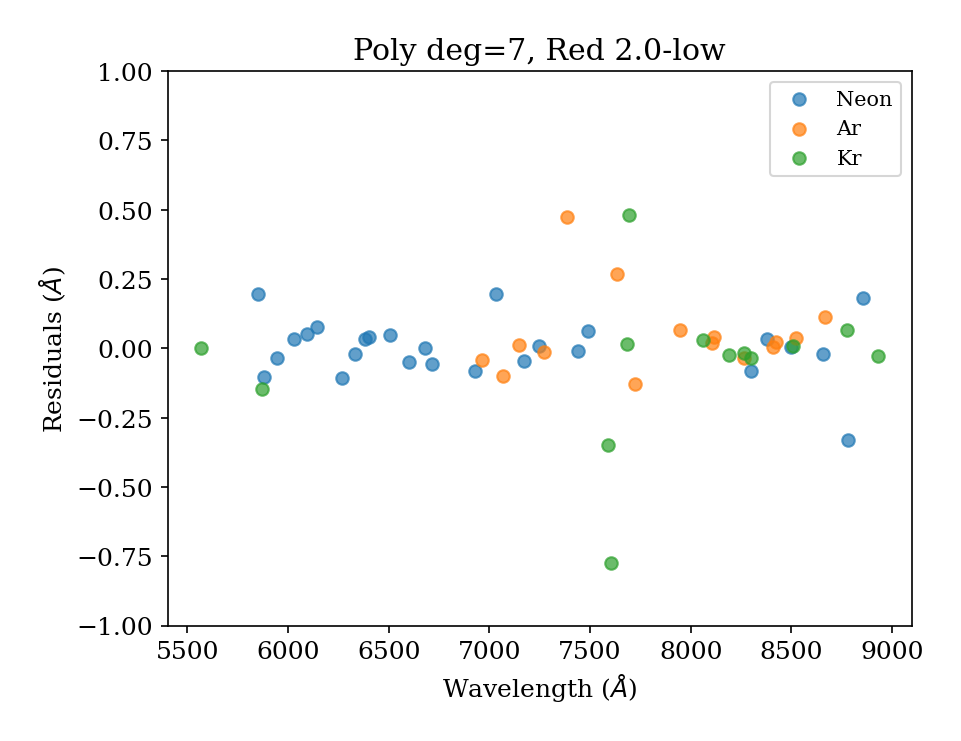 Poly deg=7, Red 2.0-low
Neon
Ar
Kr
1.00
0.75
0.50
0.25
0.00
−0.25
−0.50
−0.75
−1.00
Residuals (Å)
5500 6000 6500 7000 7500 8000 8500 9000
Wavelength (Å)